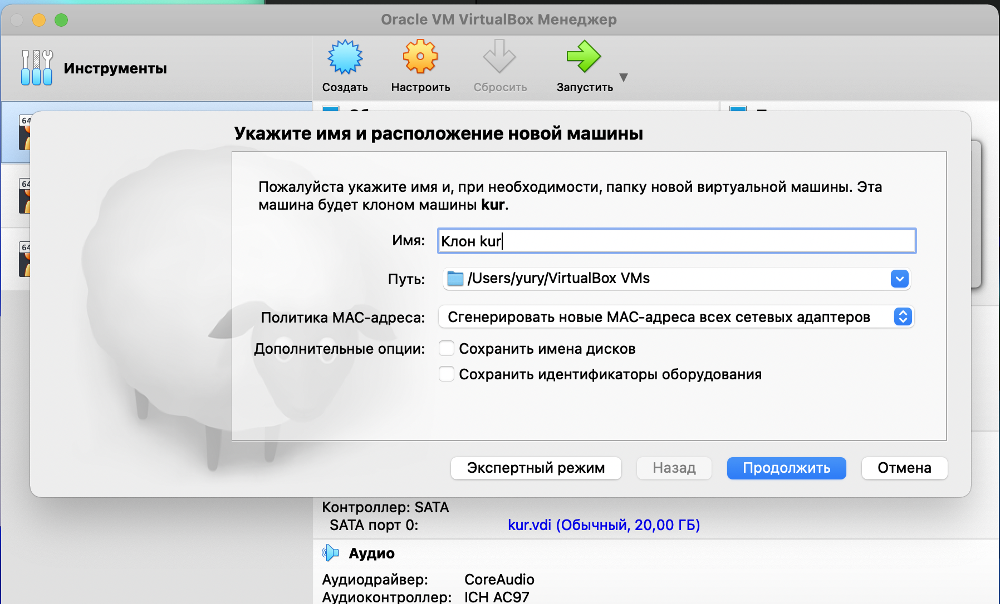 Oracle VM VirtualBox Менеджер
Инструменты
Создать
Настроить
Сбросить
Запустить
64
64
64
Укажите имя и расположение новой машины
Пожалуйста укажите имя и, при необходимости, папку новой виртуальной машины. Эта
машина будет клоном машины kur.
Имя: Клон kur
Путь: /Users/yury/VirtualBox VMs
Политика MAC-адреса: Сгенерировать новые MAC-адреса всех сетевых адаптеров
Дополнительные опции: Сохранить имена дисков
Сохранить идентификаторы оборудования
Экспертный режим
Назад
Продолжить
Отмена
Контроллер: SATA
SATA порт 0: kur.vdi (Обычный, 20,00 ГБ)
Аудио
Аудиодрайвер: CoreAudio
Аудиоконтроллер: ICH AC97